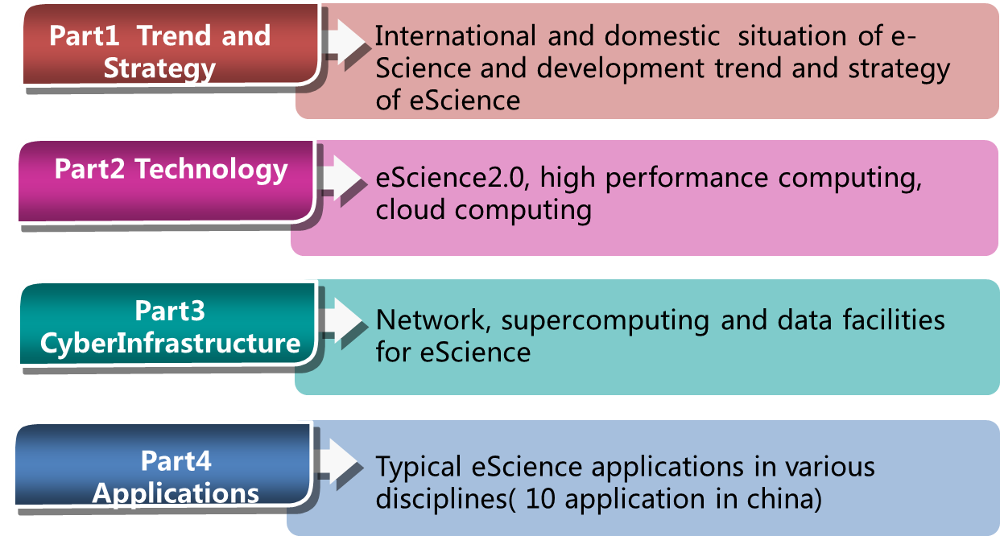 Part1  Trend and
Strategy
International and domestic  situation of e-
Science and development trend and strategy
of eScience
Part2 Technology
eScience2.0, high performance computing,
cloud computing
Part3
CyberInfrastructure
Network, supercomputing and data facilities
for eScience
Part4
Applications
Typical eScience applications in various
disciplines( 10 application in china)